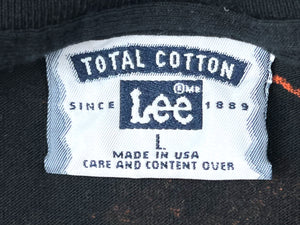 TOTAL COTTON
®MR
SINCE Lee 1889
L
MADE IN USA
CARE AND CONTENT OVER